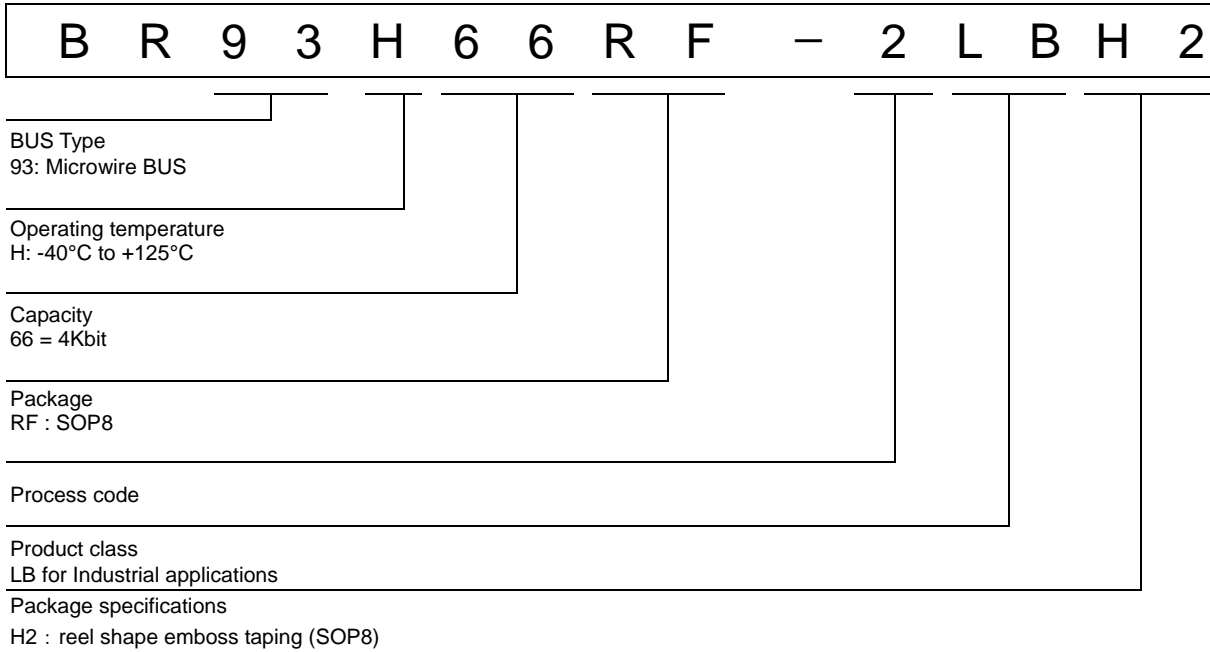 B R 9 3 H 6 6 R F － 2 L B H 2
BUS Type
93: Microwire BUS
Operating temperature
H: -40°C to +125°C
Capacity
66 = 4Kbit
Package
RF : SOP8
Process code
Product class
LB for Industrial applications
Package specifications
H2：reel shape emboss taping (SOP8)